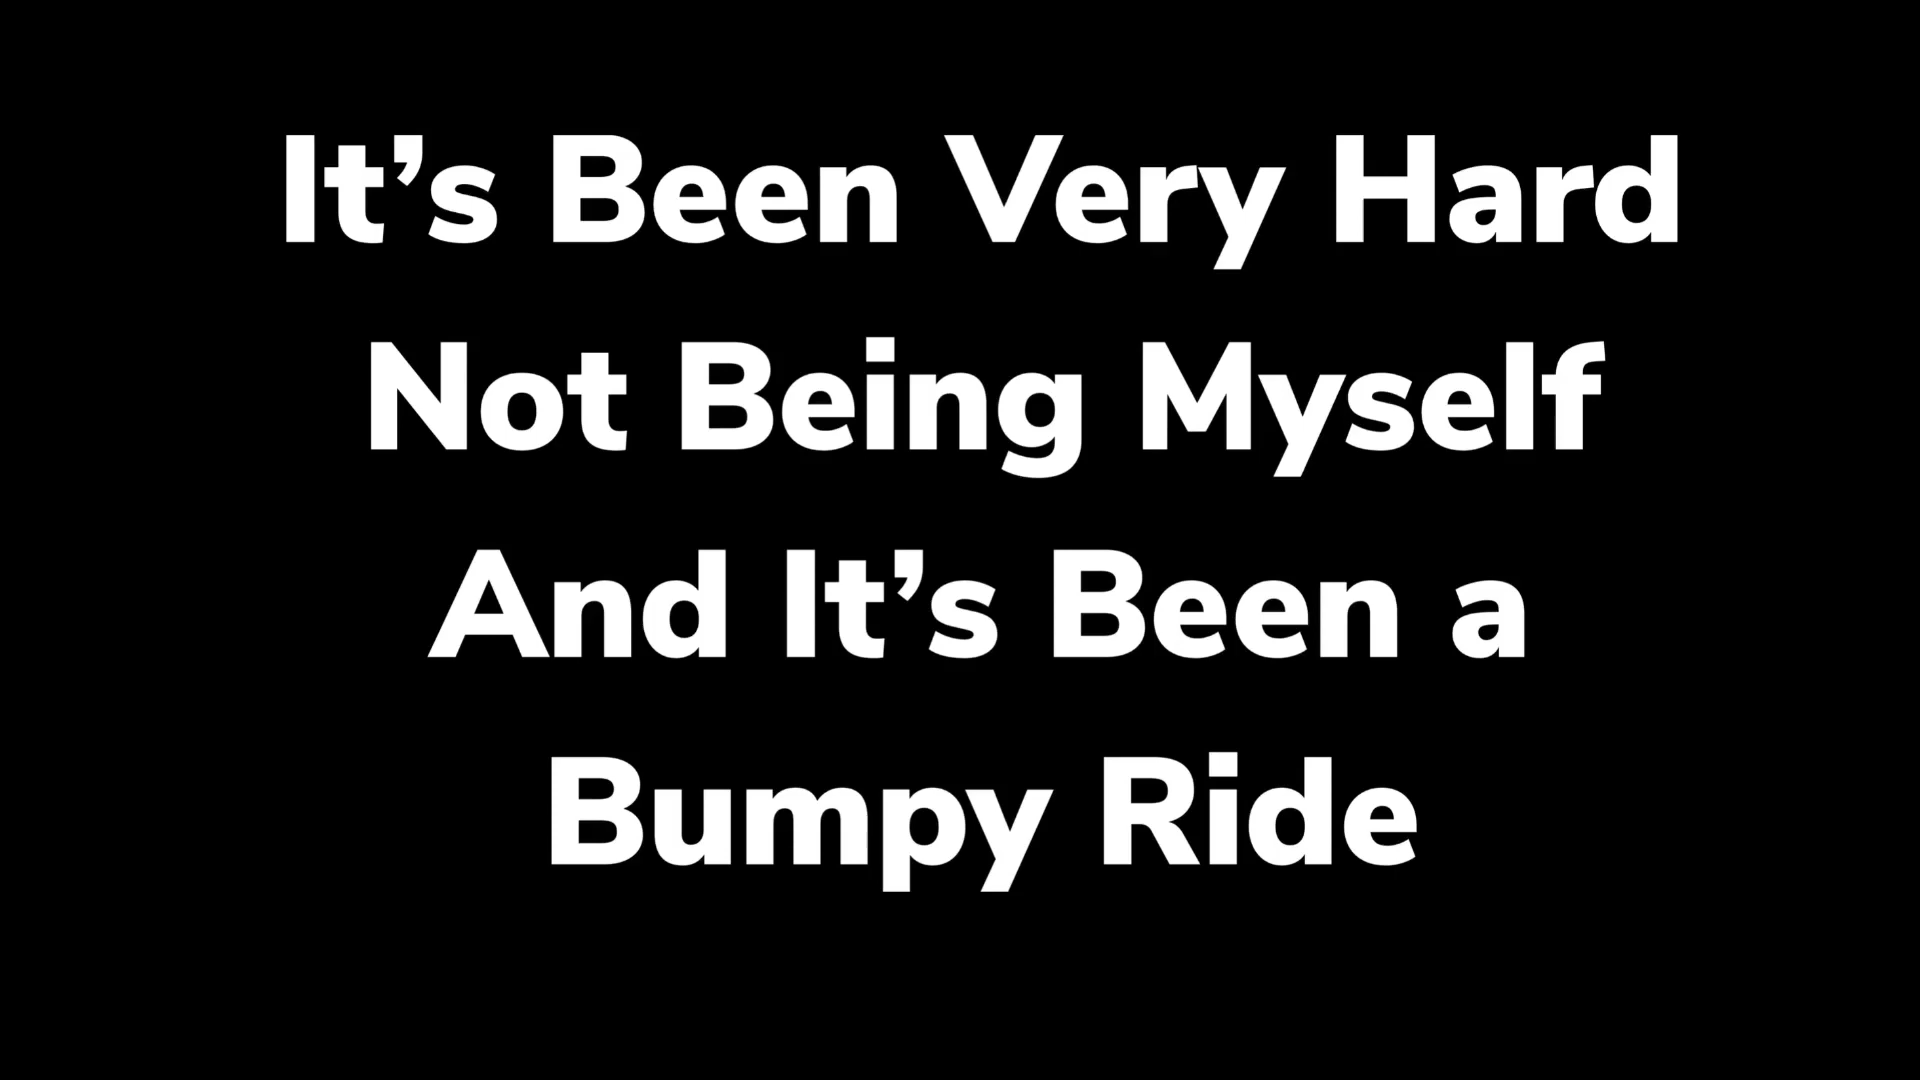 It’s Been Very Hard
Not Being Myself
And It’s Been a
Bumpy Ride